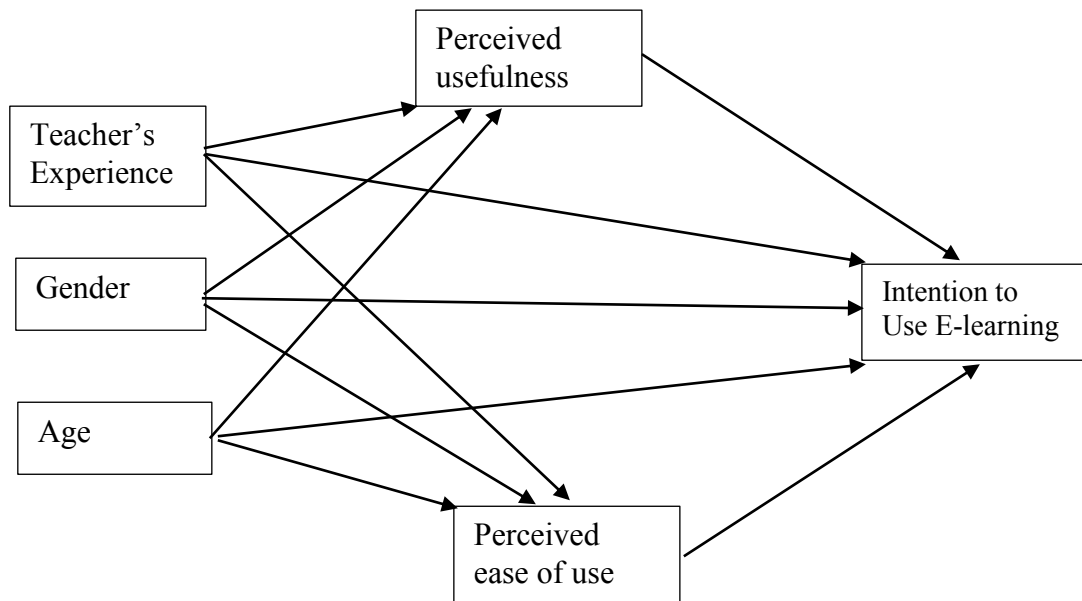 Perceived
usefulness
Teacher’s
Experience
Gender
Intention to
Use E-learning
Age
Perceived
ease of use